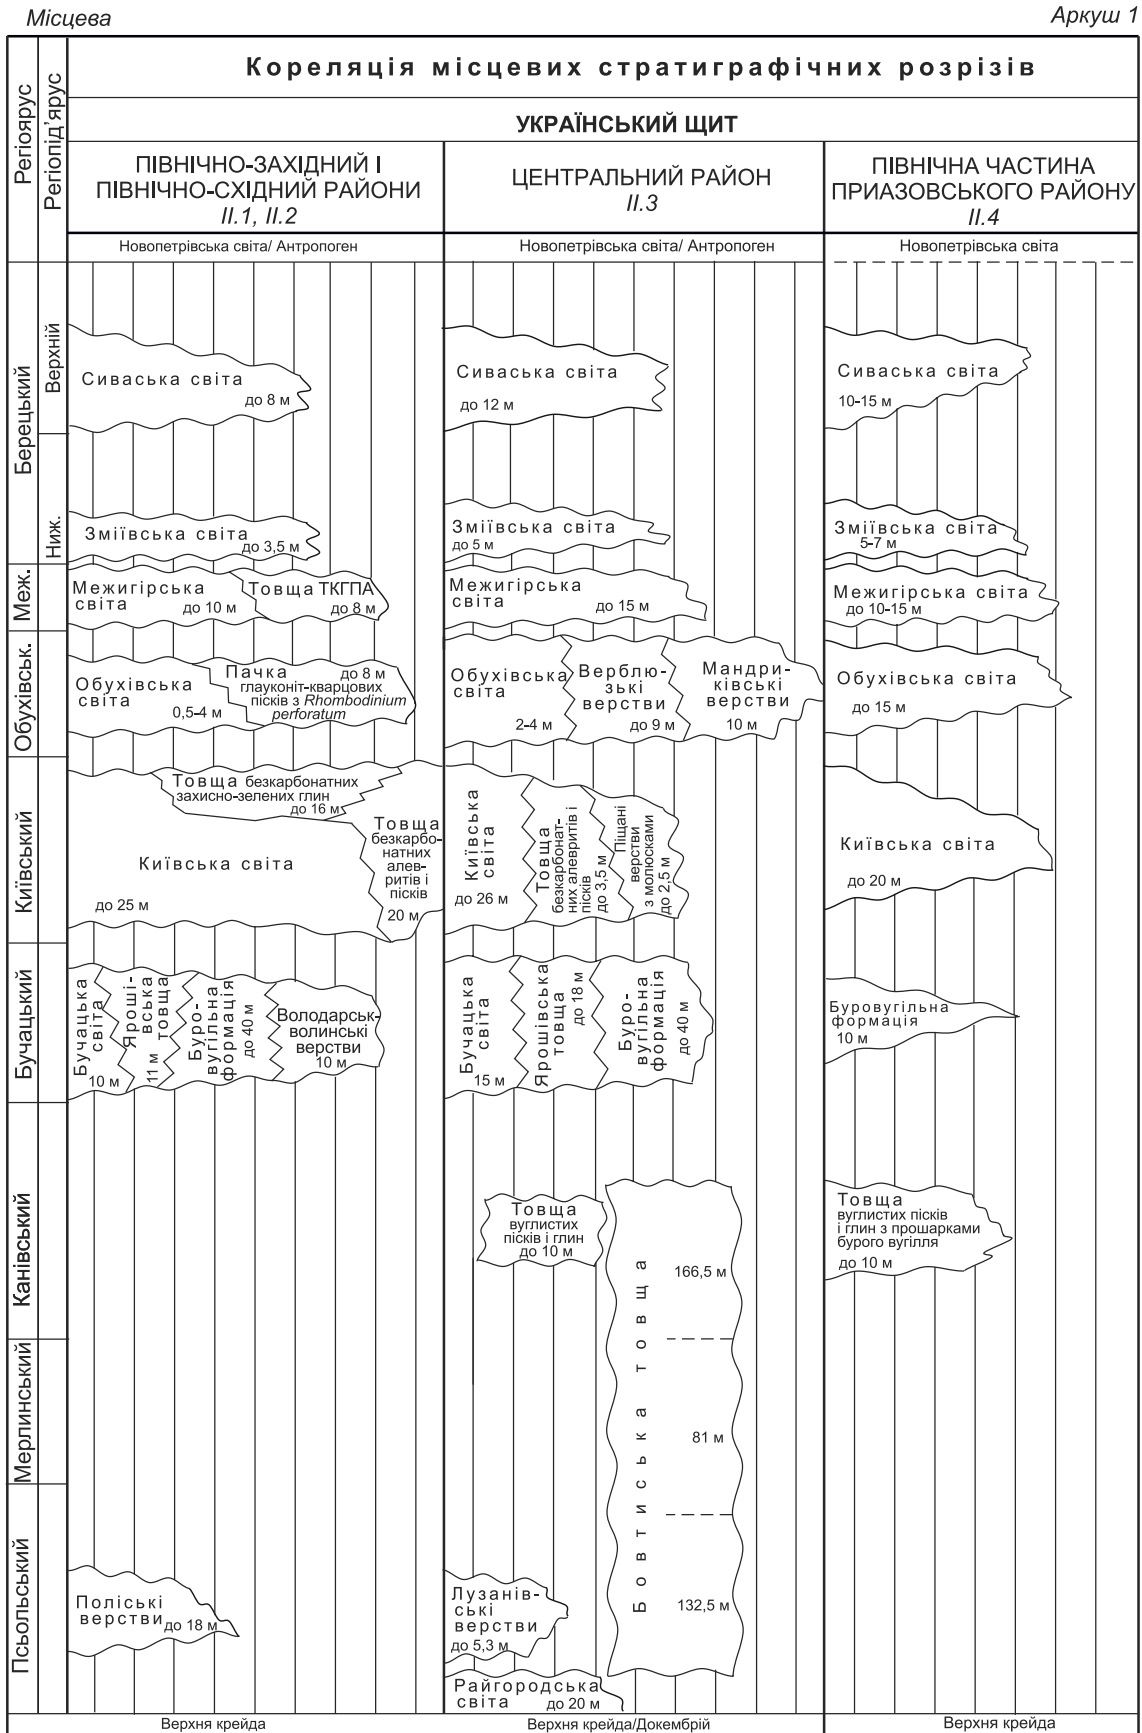 Місцева
Аркуш 1
Регіоярус
Регіопід'ярус
Кореляція місцевих стратиграфічних розрізів
УКРАЇНСЬКИЙ ЩИТ
ПІВНІЧНО-ЗАХІДНИЙ І
ПІВНІЧНО-СХІДНИЙ РАЙОНИ
II.1, II.2
ЦЕНТРАЛЬНИЙ РАЙОН
II.3
ПІВНІЧНА ЧАСТИНА
ПРИАЗОВСЬКОГО РАЙОНУ
II.4
Новопетрівська світа/ Антропоген
Новопетрівська світа/ Антропоген
Новопетрівська світа
Берецький
Верхній
Сиваська світа
до 8 м
Сиваська світа
до 12 м
Сиваська світа
10-15 м
Ниж.
Зміївська світа
до 3,5 м
Зміївська світа
до 5 м
Зміївська світа
5-7 м
Меж.
Межигірська
світа
до 10 м
Товща ТКГПА
до 8 м
Межигірська
світа
до 15 м
Межигірська світа
до 10-15 м
Обухівськ.
Обухівська
світа
0,5-4 м
Пачка
до 8 м
глауконіт-кварцових
пісків з Rhombodinium
perforatum
Обухівська
світа
2-4 м
Верблю-
зькі
верстви
до 9 м
Мандри-
ківські
верстви
10 м
Обухівська світа
до 15 м
Київський
Товща безкарбонатних
захисно-зелених глин
до 16 м
Київська світа
до 25 м
Товща
безкарбо-
натних
алев-
ритів і
пісків
20 м
Київська
світа
до 26 м
Товща
безкарбонат-
них алевритів і
пісків
до 3,5 м
Піщані
верстви
з молюсками
до 2,5 м
Київська світа
до 20 м
Бучацький
Бучацька
світа
10 м
Яроші-
вська
товща
11 м
Буро-
вугільна
формація
до 40 м
Володарськ-
волинські
верстви
10 м
Бучацька
світа
15 м
Ярошівська
товща
до 18 м
Буро-
вугільна
формація
до 40 м
Буровугільна
формація
10 м
Канівський
Товща
вуглистих
пісків і глин
до 10 м
Бовтиська товща
166,5 м
81 м
132,5 м
Товща
вуглистих пісків
і глин з прошарками
бурого вугілля
до 10 м
Мерлинський
Псьольський
Поліські
верстви
до 18 м
Лузанів-
ські
верстви
до 5,3 м
Райгородська
світа
до 20 м
Верхня крейда
Верхня крейда/Докембрій
Верхня крейда